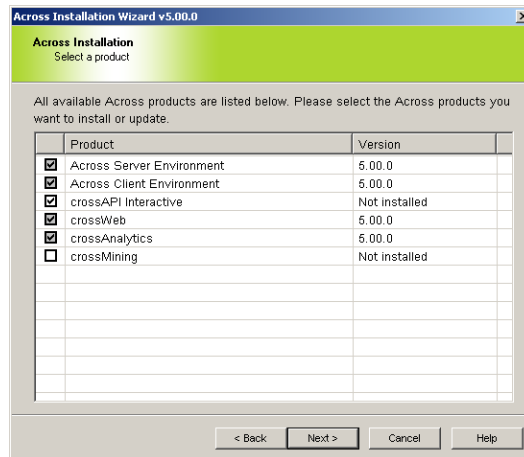 Across Installation Wizard v5.00.0
Across Installation
Select a product
All available Across products are listed below. Please select the Across products you
want to install or update.
Product Version
Across Server Environment 5.00.0
Across Client Environment 5.00.0
crossAPI Interactive Not installed
crossWeb 5.00.0
crossAnalytics 5.00.0
crossMining Not installed
< Back Next > Cancel Help